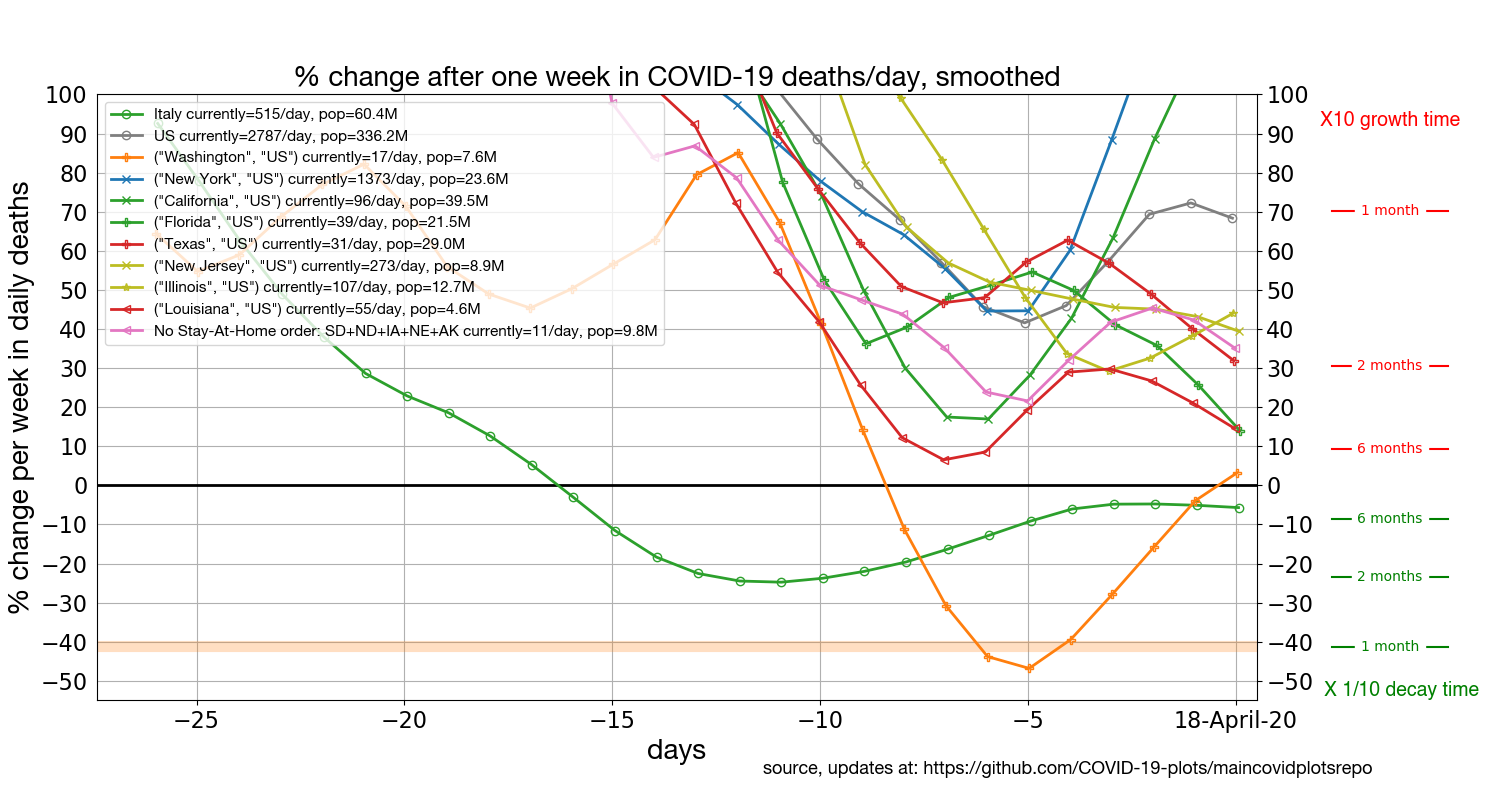 % change after one week in COVID-19 deaths/day, smoothed
% change per week in daily deaths
100
90
80
70
60
50
40
30
20
10
0
−10
−20
−30
−40
−50
Italy currently=515/day, pop=60.4M
US currently=2787/day, pop=336.2M
("Washington", "US") currently=17/day, pop=7.6M
("New York", "US") currently=1373/day, pop=23.6M
("California", "US") currently=96/day, pop=39.5M
("Florida", "US") currently=39/day, pop=21.5M
("Texas", "US") currently=31/day, pop=29.0M
("New Jersey", "US") currently=273/day, pop=8.9M
("Illinois", "US") currently=107/day, pop=12.7M
("Louisiana", "US") currently=55/day, pop=4.6M
No Stay-At-Home order: SD+ND+IA+NE+AK currently=11/day, pop=9.8M
100
90
80
70
60
50
40
30
20
10
0
−10
−20
−30
−40
−50
X10 growth time
1 month
2 months
6 months
6 months
2 months
1 month
X 1/10 decay time
−25 −20 −15 −10 −5 18-April-20
days
source, updates at: https://github.com/COVID-19-plots/maincovidplotsrepo